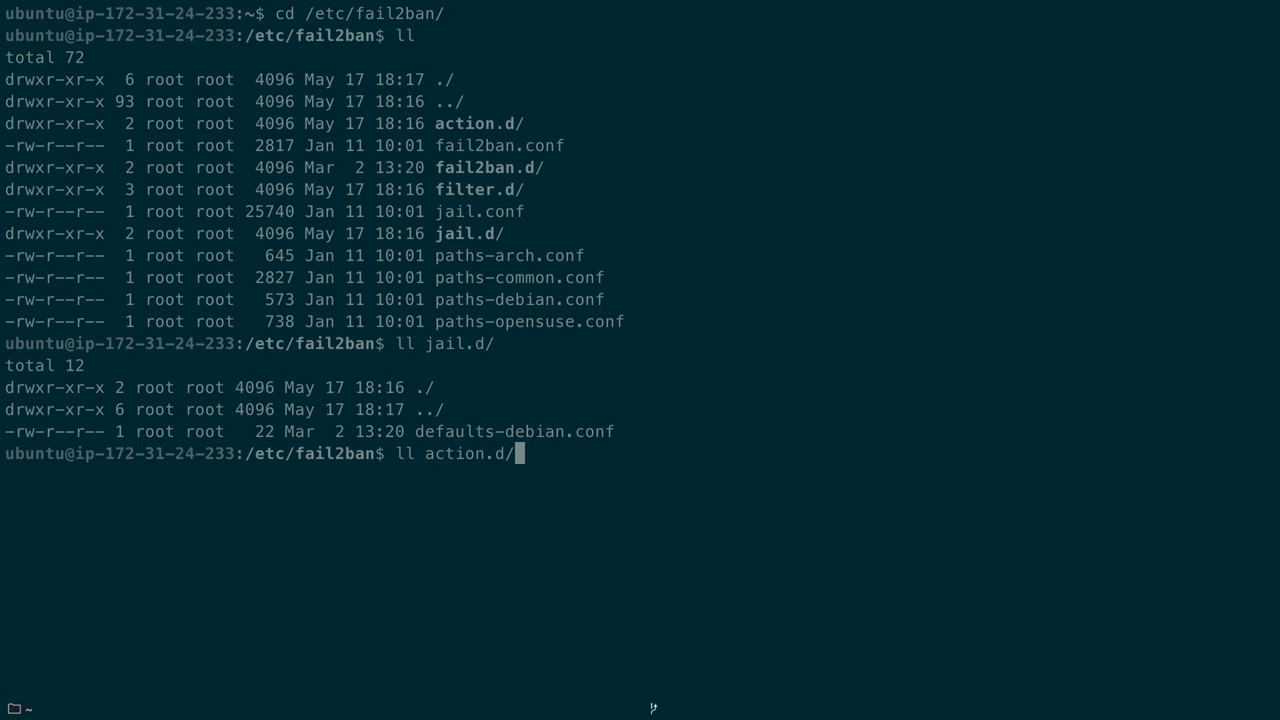 ubuntu@ip-172-31-24-233:~$ cd /etc/fail2ban/
ubuntu@ip-172-31-24-233:/etc/fail2ban$ ll
total 72
drwxr-xr-x  6 root root  4096 May 17 18:17 ./
drwxr-xr-x 93 root root  4096 May 17 18:16 ../
drwxr-xr-x  2 root root  4096 May 17 18:16 action.d/
-rw-r--r--  1 root root  2817 Jan 11 10:01 fail2ban.conf
drwxr-xr-x  2 root root  4096 Mar  2 13:20 fail2ban.d/
drwxr-xr-x  3 root root  4096 May 17 18:16 filter.d/
-rw-r--r--  1 root root 25740 Jan 11 10:01 jail.conf
drwxr-xr-x  2 root root  4096 May 17 18:16 jail.d/
-rw-r--r--  1 root root   645 Jan 11 10:01 paths-arch.conf
-rw-r--r--  1 root root  2827 Jan 11 10:01 paths-common.conf
-rw-r--r--  1 root root   573 Jan 11 10:01 paths-debian.conf
-rw-r--r--  1 root root   738 Jan 11 10:01 paths-opensuse.conf
ubuntu@ip-172-31-24-233:/etc/fail2ban$ ll jail.d/
total 12
drwxr-xr-x 2 root root 4096 May 17 18:16 ./
drwxr-xr-x 6 root root 4096 May 17 18:17 ../
-rw-r--r-- 1 root root   22 Mar  2 13:20 defaults-debian.conf
ubuntu@ip-172-31-24-233:/etc/fail2ban$ ll action.d/
~